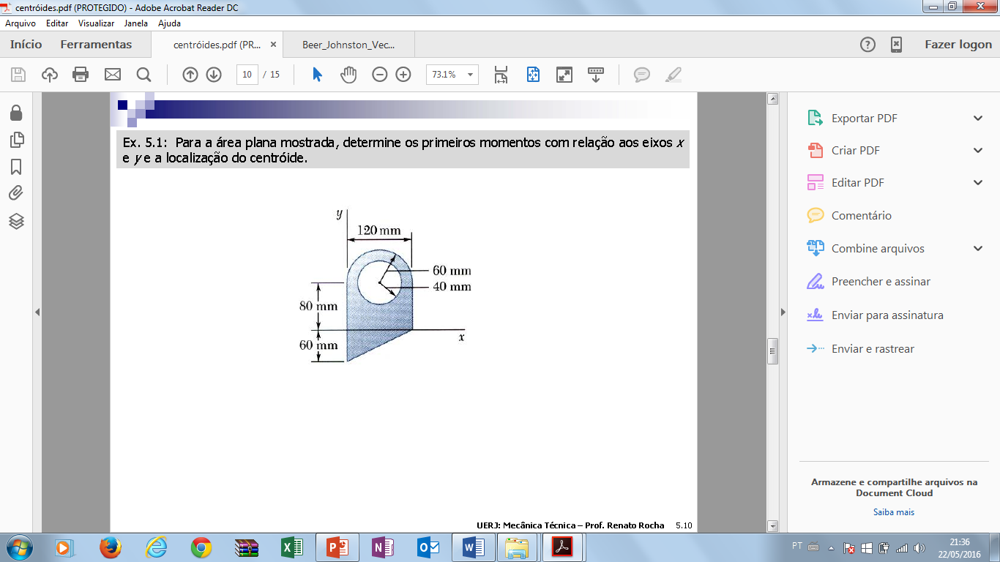 centróides.pdf (PROTEGIDO) - Adobe Acrobat Reader DC
Arquivo Editar Visualizar Janela Ajuda
Início Ferramentas centróides.pdf (PR... × Beer_Johnston_Vec... Fazer logon
10 / 15 73.1%
Ex. 5.1: Para a área plana mostrada, determine os primeiros momentos com relação aos eixos x
e y e a localização do centróide.
y
120 mm
60 mm
40 mm
80 mm
x
60 mm
UERJ: Mecânica Técnica – Prof. Renato Rocha 5.10
Exportar PDF
Criar PDF
Editar PDF
Comentário
Combine arquivos
Preencher e assinar
Enviar para assinatura
Enviar e rastrear
Armazene e compartilhe arquivos na
Document Cloud
Saiba mais
PT
21:36
22/05/2016